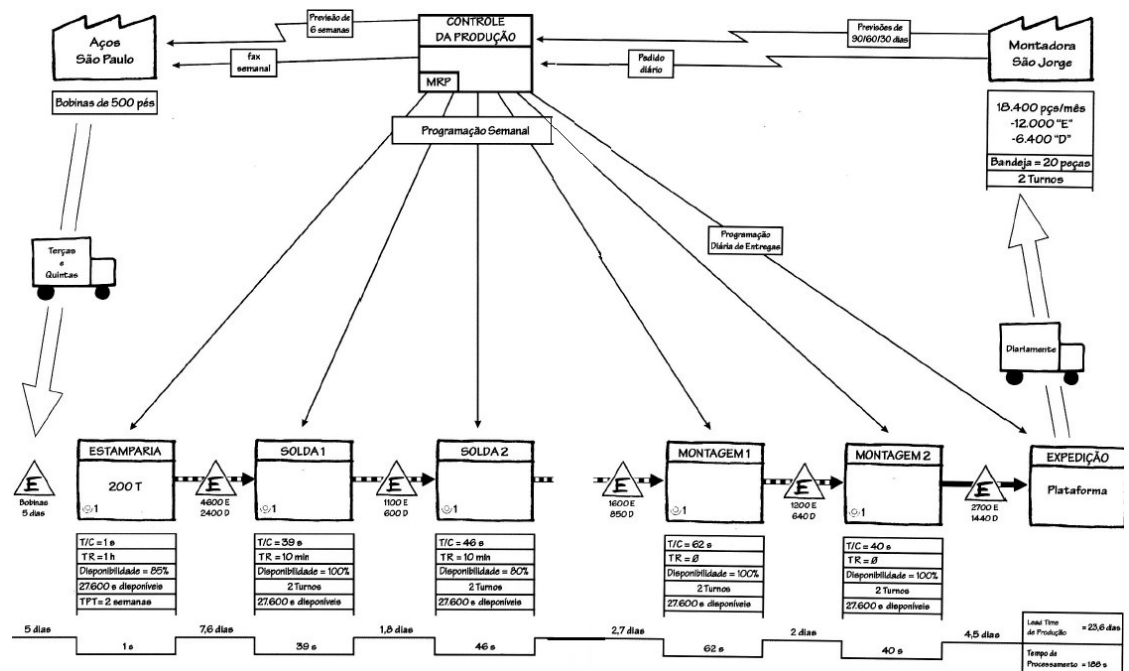 Aços
São Paulo
Bobinas de 500 pés
Previsão de
6 semanas
fax
semanal
CONTROLE
DA PRODUÇÃO
MRP
Previsões de
90/60/30 dias
Pedido
diário
Montadora
São Jorge
18.400 pçs/mês
-12.000 "E"
-6.400 "D"
Bandeja = 20 peças
2 Turnos
Programação Semanal
Terças
e
Quintas
Programação
Diária de Entregas
Diariamente
E
Bobinas
5 dias
ESTAMPARIA
200 T
1
T/C = 1 s
TR = 1 h
Disponibilidade = 85%
27.600 s disponíveis
TPT= 2 semanas
E
4600 E
2400 D
SOLDA 1
1
T/C = 39 s
TR = 10 min
Disponibilidade = 100%
2 Turnos
27.600 s disponíveis
E
1100 E
600 D
SOLDA 2
1
T/C = 46 s
TR = 10 min
Disponibilidade = 80%
2 Turnos
27.600 s disponíveis
E
1600 E
850 D
MONTAGEM 1
1
T/C = 62 s
TR = Ø
Disponibilidade = 100%
2 Turnos
27.600 s disponíveis
E
1200 E
640 D
MONTAGEM 2
1
T/C = 40 s
TR = Ø
Disponibilidade = 100%
2 Turnos
27.600 s disponíveis
E
2700 E
1440 D
EXPEDIÇÃO
Plataforma
5 dias
1 s
7,6 dias
39 s
1,8 dias
46 s
2,7 dias
62 s
2 dias
40 s
4,5 dias
Lead Time
de Produção = 23,6 dias
Tempo de
Processamento = 188 s